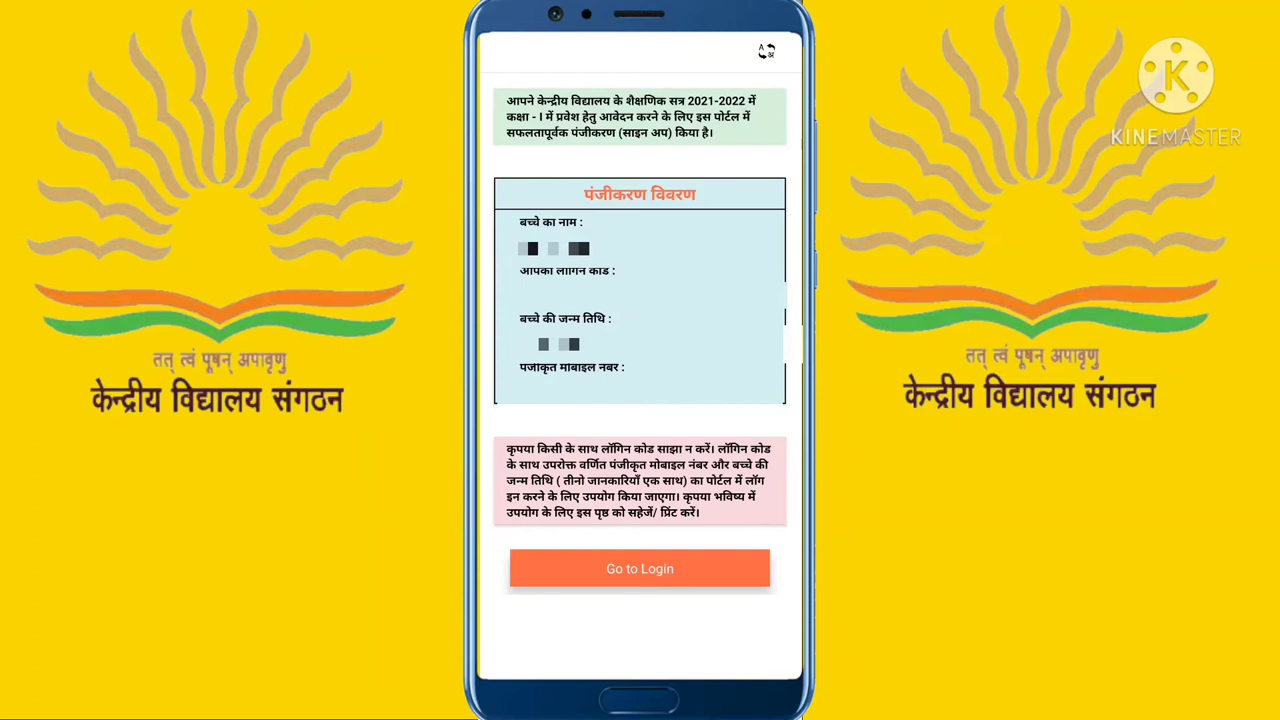 KINEMASTER
आपने केन्द्रीय विद्यालय के शैक्षणिक सत्र 2021-2022 में
कक्षा - I में प्रवेश हेतु आवेदन करने के लिए इस पोर्टल में
सफलतापूर्वक पंजीकरण (साइन अप) किया है।
पंजीकरण विवरण
बच्चे का नाम :
आपका लॉगिन कोड :
बच्चे की जन्म तिथि :
पंजीकृत मोबाइल नंबर :
कृपया किसी के साथ लॉगिन कोड साझा न करें। लॉगिन कोड
के साथ उपरोक्त वर्णित पंजीकृत मोबाइल नंबर और बच्चे की
जन्म तिथि ( तीनो जानकारियाँ एक साथ) का पोर्टल में लॉग
इन करने के लिए उपयोग किया जाएगा। कृपया भविष्य में
उपयोग के लिए इस पृष्ठ को सहेजें/ प्रिंट करें।
Go to Login
तत् त्वं पूषन् अपावृणु
केन्द्रीय विद्यालय संगठन
तत् त्वं पूषन् अपावृणु
केन्द्रीय विद्यालय संगठन